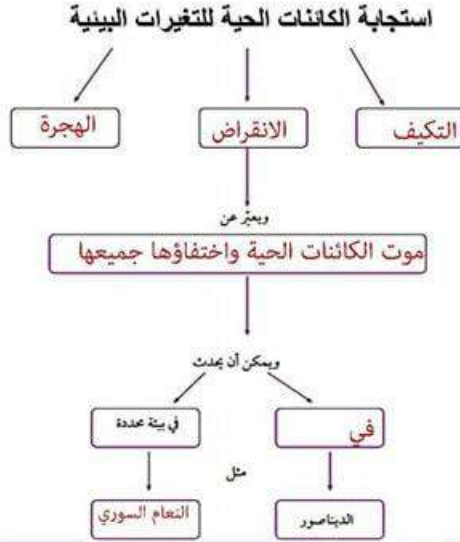 استجابة الكائنات الحية للتغيرات البيئية
التكيف
الانقراض
الهجرة
ويعبّر عن
موت الكائنات الحية واختفاؤها جميعها
ويمكن أن يحدث
في
في بيئة محددة
مثل
الديناصور
النعام السوري